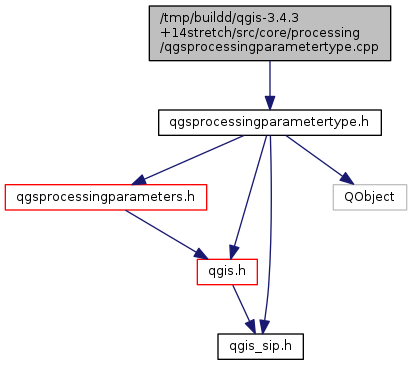 /tmp/buildd/qgis-3.4.3
+14stretch/src/core/processing
/qgsprocessingparametertype.cpp
qgsprocessingparametertype.h
qgsprocessingparameters.h
QObject
qgis.h
qgis_sip.h